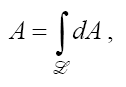 A = ∫_ℒ dA ,